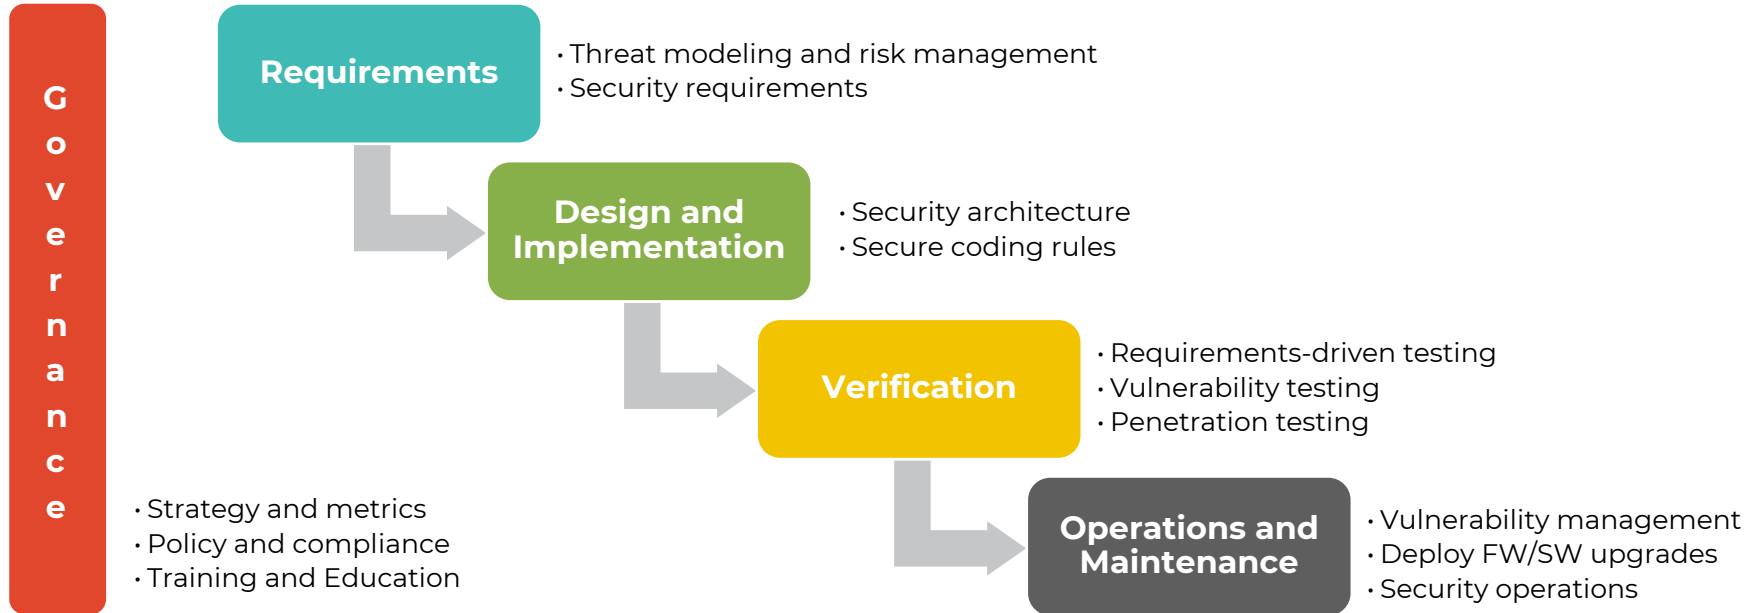 Governance
Requirements
· Threat modeling and risk management
· Security requirements
Design and
Implementation
· Security architecture
· Secure coding rules
Verification
· Requirements-driven testing
· Vulnerability testing
· Penetration testing
Operations and
Maintenance
· Vulnerability management
· Deploy FW/SW upgrades
· Security operations
· Strategy and metrics
· Policy and compliance
· Training and Education